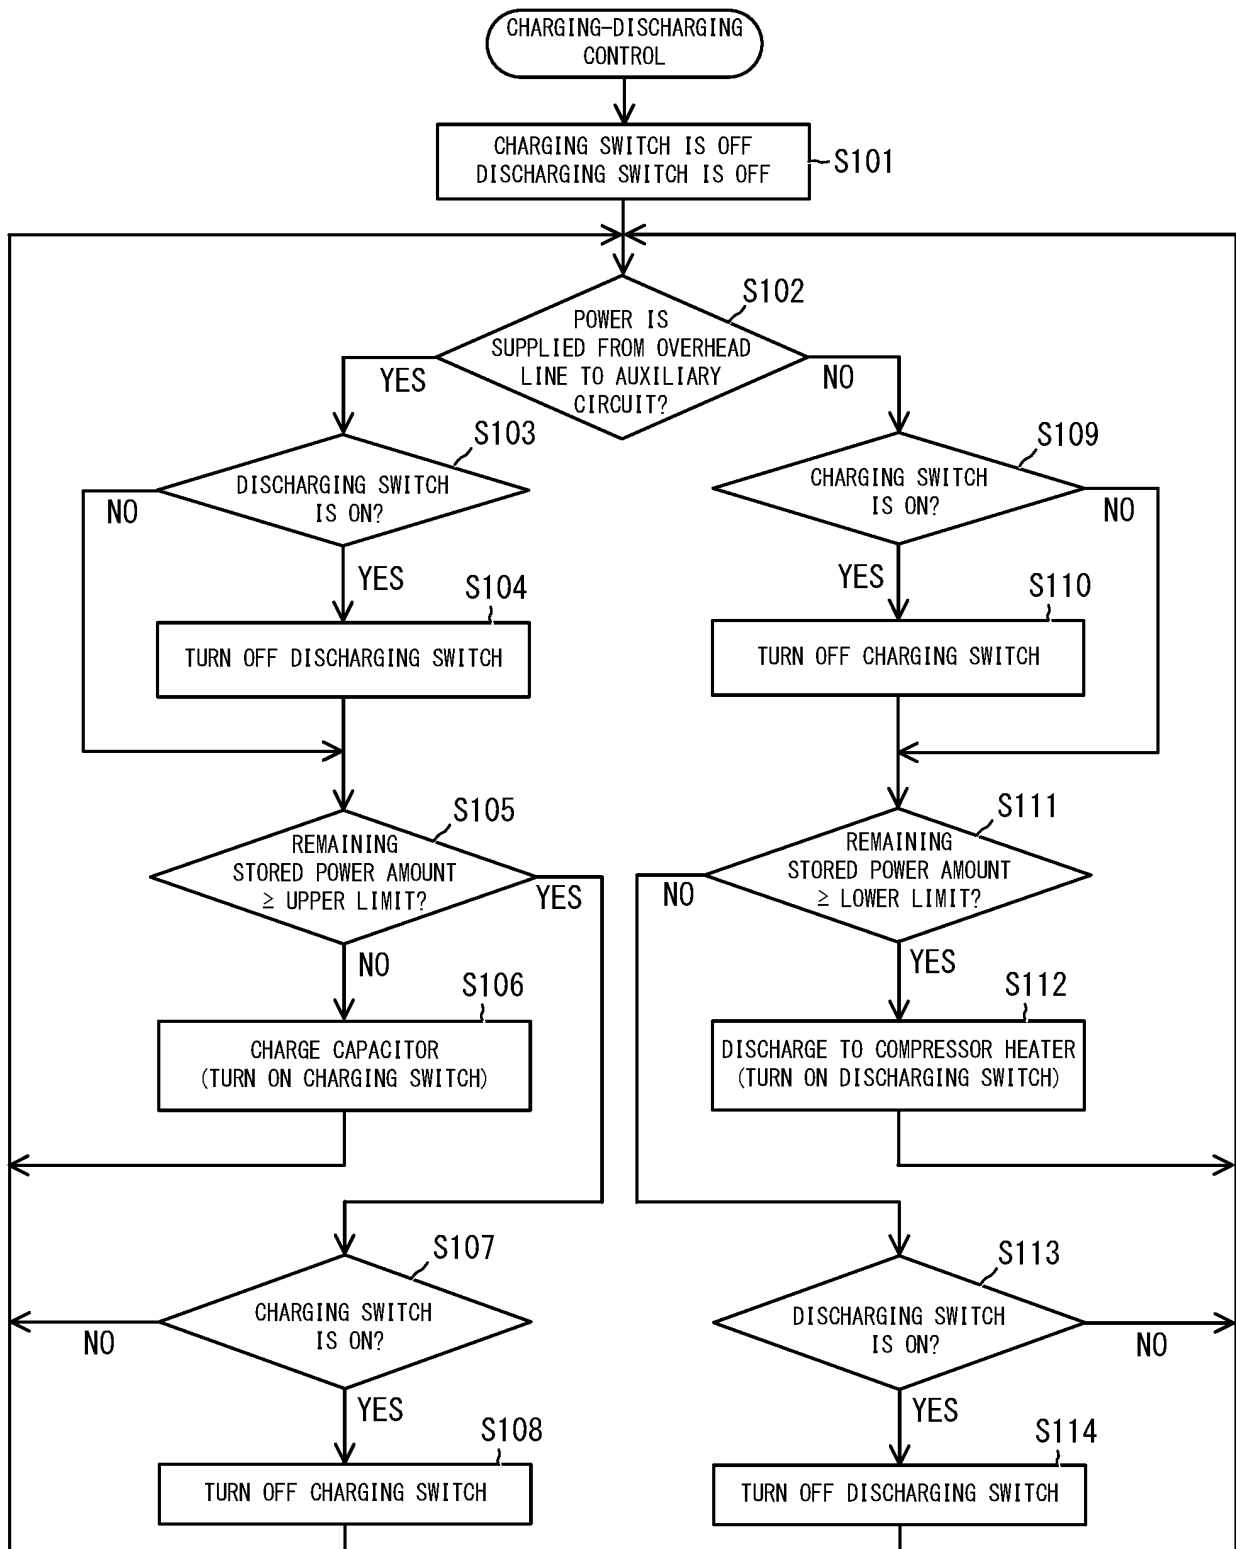 CHARGING-DISCHARGING
CONTROL
CHARGING SWITCH IS OFF
DISCHARGING SWITCH IS OFF
S101
S102
POWER IS
SUPPLIED FROM OVERHEAD
LINE TO AUXILIARY
CIRCUIT?
YES
NO
S103
DISCHARGING SWITCH
IS ON?
NO
YES
S104
TURN OFF DISCHARGING SWITCH
S105
REMAINING
STORED POWER AMOUNT
≥ UPPER LIMIT?
YES
NO
S106
CHARGE CAPACITOR
(TURN ON CHARGING SWITCH)
S107
CHARGING SWITCH
IS ON?
NO
YES
S108
TURN OFF CHARGING SWITCH
S109
CHARGING SWITCH
IS ON?
NO
YES
S110
TURN OFF CHARGING SWITCH
S111
REMAINING
STORED POWER AMOUNT
≥ LOWER LIMIT?
NO
YES
S112
DISCHARGE TO COMPRESSOR HEATER
(TURN ON DISCHARGING SWITCH)
S113
DISCHARGING SWITCH
IS ON?
NO
YES
S114
TURN OFF DISCHARGING SWITCH